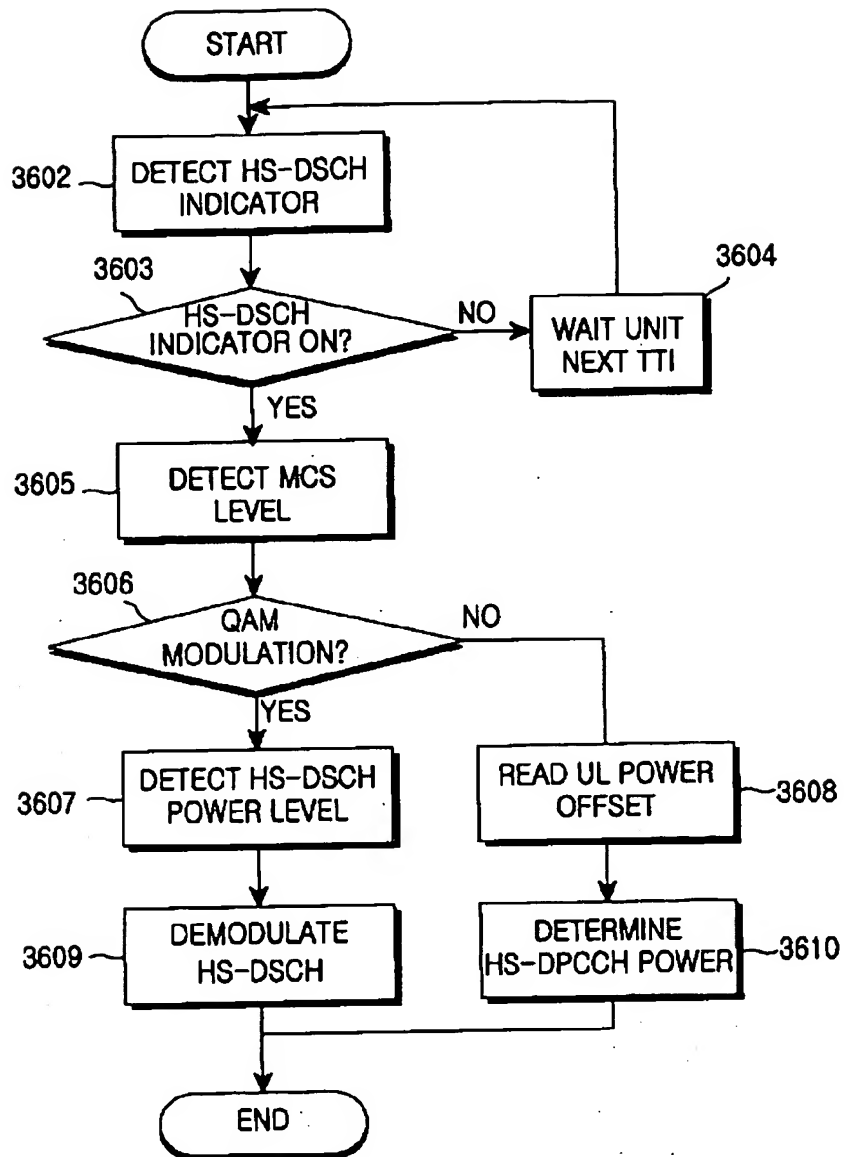 START
3602
DETECT HS-DSCH
INDICATOR
3603
HS-DSCH
INDICATOR ON?
NO
3604
WAIT UNIT
NEXT TTI
YES
3605
DETECT MCS
LEVEL
3606
QAM
MODULATION?
NO
YES
3607
DETECT HS-DSCH
POWER LEVEL
READ UL POWER
OFFSET
3608
3609
DEMODULATE
HS-DSCH
DETERMINE
HS-DPCCH POWER
3610
END